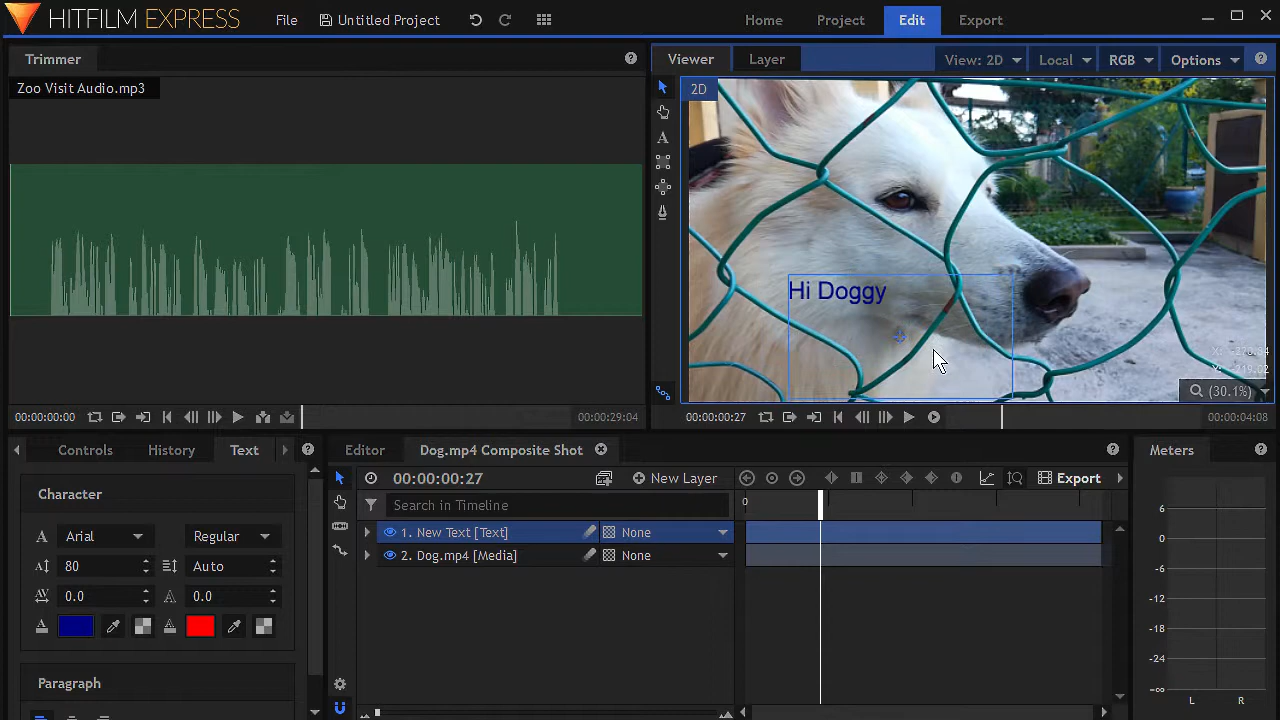 HITFILM EXPRESS File Untitled Project Home Project Edit Export
Trimmer
Viewer Layer View: 2D Local RGB Options
Zoo Visit Audio.mp3
2D
A
Hi Doggy
(30.1%)
00:00:00:00 00:00:29:04
00:00:00:27 00:00:04:08
Controls History Text
Editor Dog.mp4 Composite Shot
Meters
00:00:00:27 New Layer Export
Character
Search in Timeline 0
A Arial Regular
1. New Text [Text] None
2. Dog.mp4 [Media] None
80 Auto
0.0 0.0
Paragraph
6
0
-6
-12
-18
-24
-∞
L R